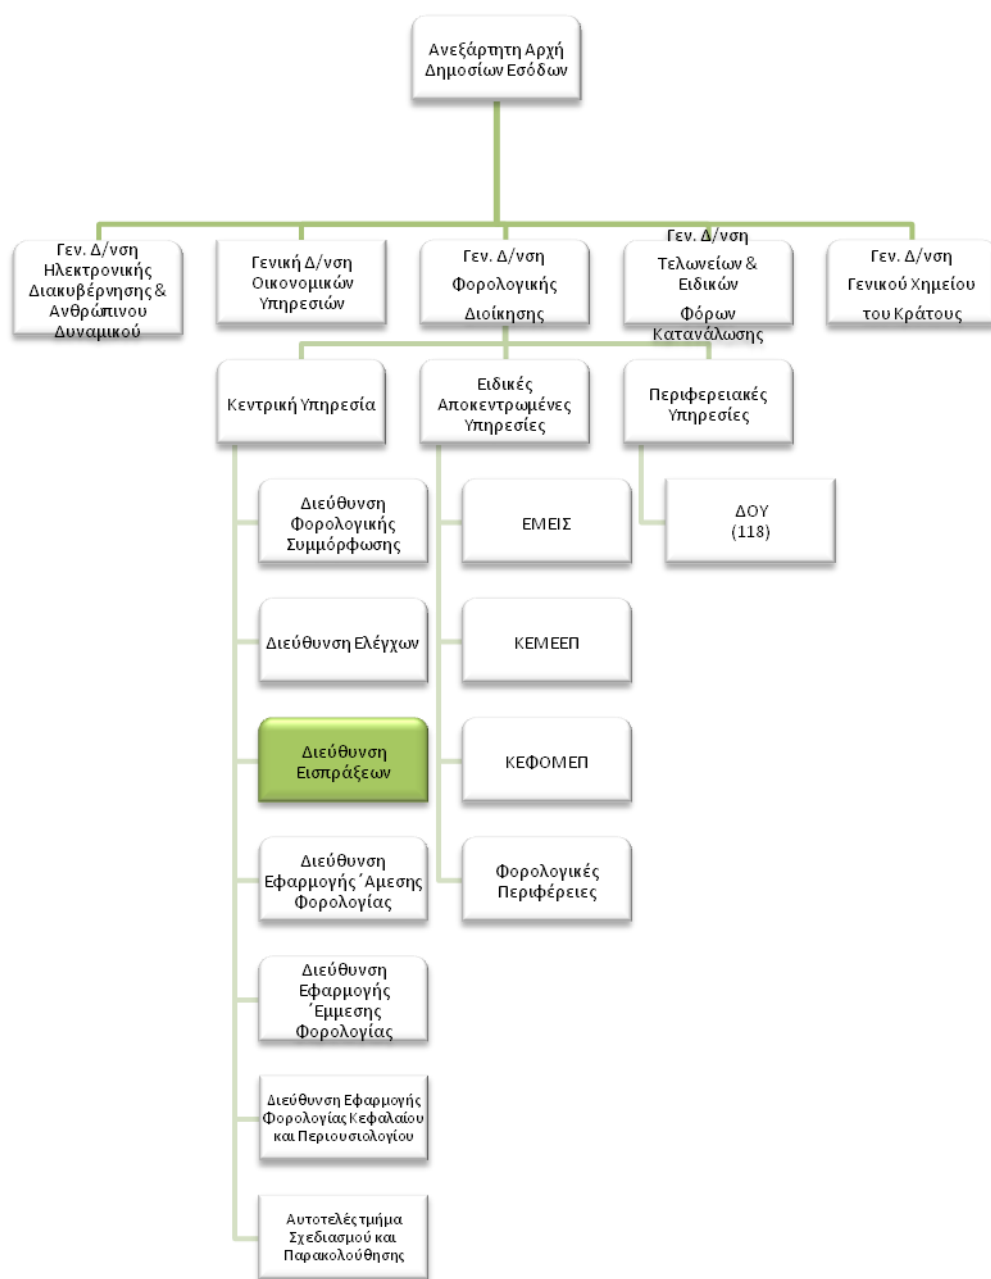 Ανεξάρτητη Αρχή
Δημοσίων Εσόδων
Γεν. Δ/νση
Ηλεκτρονικής
Διακυβέρνησης &
Ανθρώπινου
Δυναμικού
Γενική Δ/νση
Οικονομικών
Υπηρεσιών
Γεν. Δ/νση
Φορολογικής
Διοίκησης
Γεν. Δ/νση
Τελωνείων &
Ειδικών
Φόρων
Κατανάλωσης
Γεν. Δ/νση
Γενικού Χημείου
του Κράτους
Κεντρική Υπηρεσία
Ειδικές
Αποκεντρωμένες
Υπηρεσίες
Περιφερειακές
Υπηρεσίες
Διεύθυνση
Φορολογικής
Συμμόρφωσης
Διεύθυνση Ελέγχων
Διεύθυνση
Εισπράξεων
Διεύθυνση
Εφαρμογής ΄Αμεσης
Φορολογίας
Διεύθυνση
Εφαρμογής
΄Εμμεσης
Φορολογίας
Διεύθυνση Εφαρμογής
Φορολογίας Κεφαλαίου
και Περιουσιολογίου
Αυτοτελές τμήμα
Σχεδιασμού και
Παρακολούθησης
ΕΜΕΙΣ
ΚΕΜΕΕΠ
ΚΕΦΟΜΕΠ
Φορολογικές
Περιφέρειες
ΔΟΥ
(118)